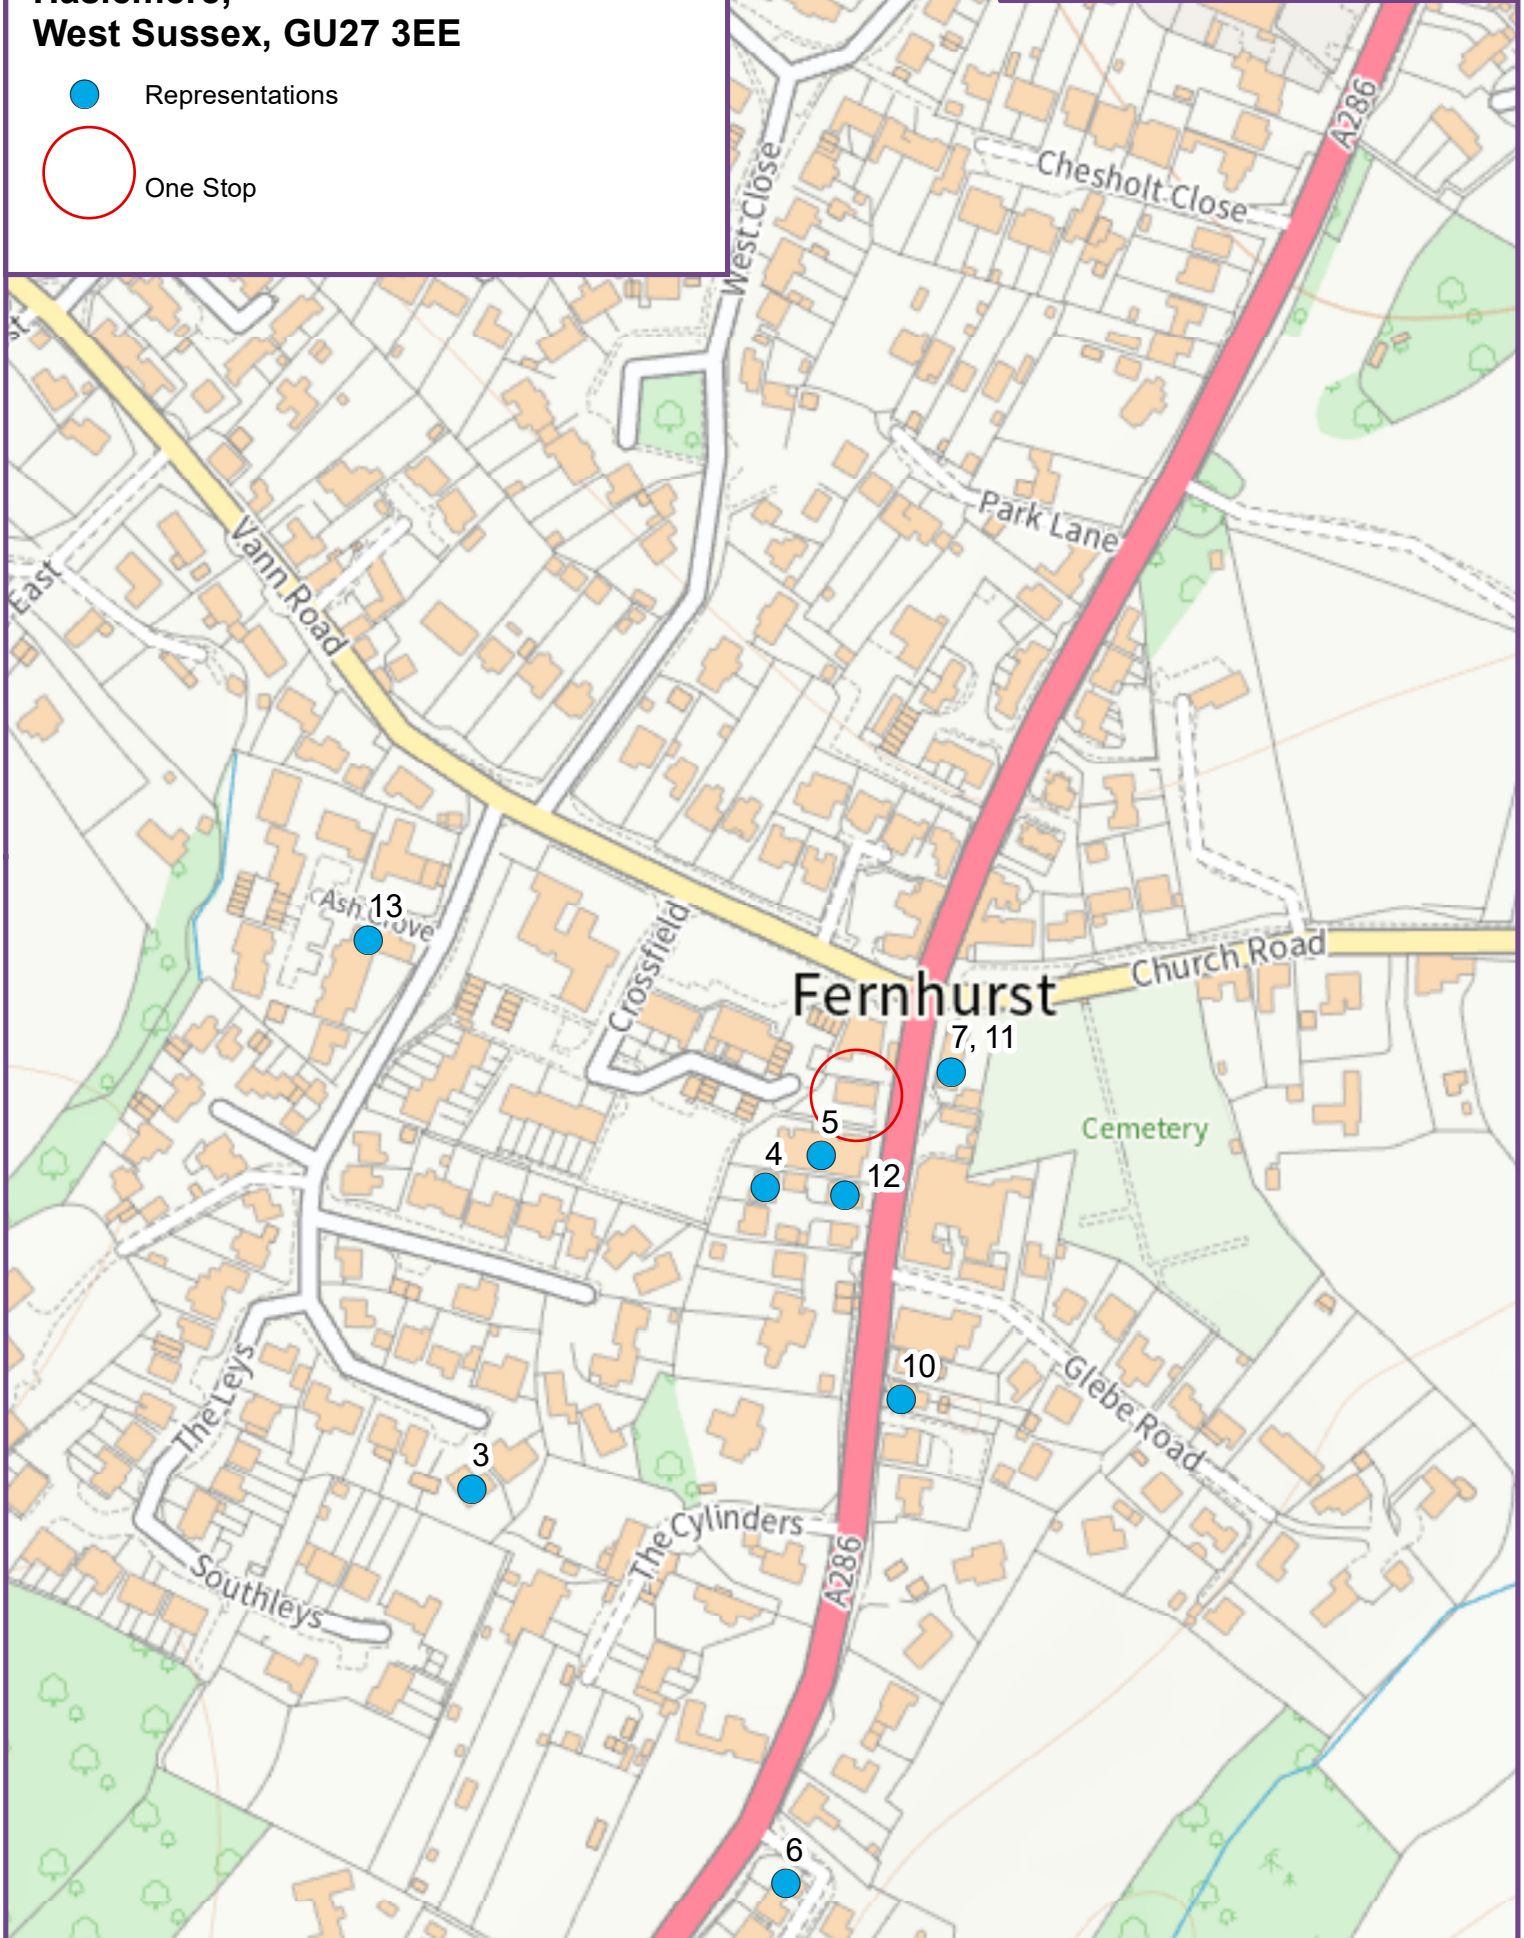 West Sussex, GU27 3EE
Representations
One Stop
A286
Chesholt Close
West Close
Park Lane
Vann Road
East
Ash Grove
13
Crossfield
Church Road
Fernhurst
7, 11
Cemetery
5
4
12
10
Glebe Road
The Leys
3
The Cylinders
A286
Southleys
6